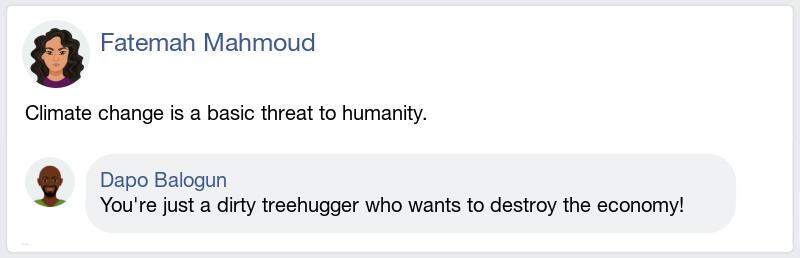 Fatemah Mahmoud
Climate change is a basic threat to humanity.
Dapo Balogun
You're just a dirty treehugger who wants to destroy the economy!